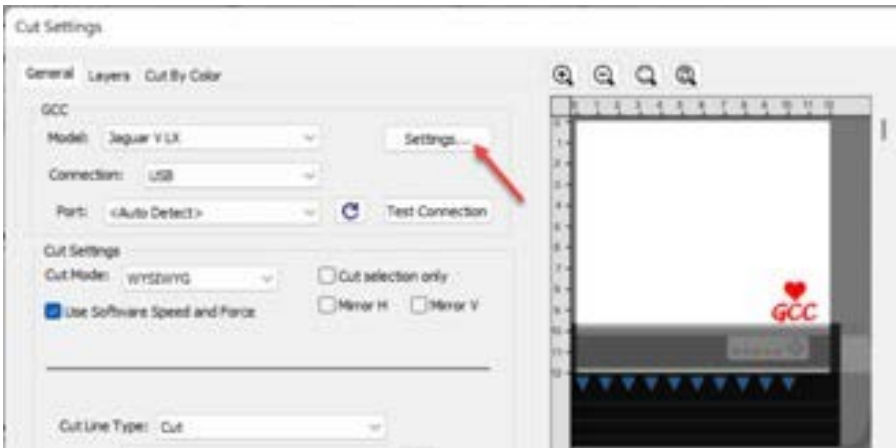 Cut Settings
General Layers Cut By Color
GCC
Model: Jaguar V LX
Settings...
Connection: USB
Port: <Auto Detect>
Test Connection
Cut Settings
Cut Mode: WYSIWYG
Cut selection only
Use Software Speed and Force
Mirror H
Mirror V
Cut Line Type: Cut
GCC